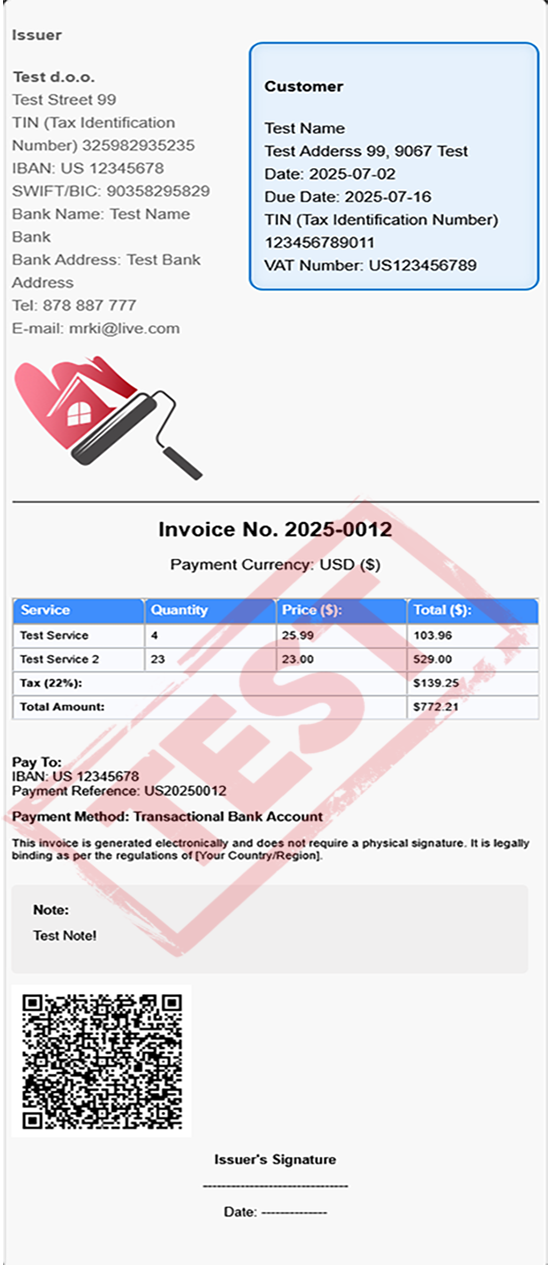 Issuer
Test d.o.o.
Test Street 99
TIN (Tax Identification
Number) 325982935235
IBAN: US 12345678
SWIFT/BIC: 90358295829
Bank Name: Test Name
Bank
Bank Address: Test Bank
Address
Tel: 878 887 777
E-mail: mrki@live.com
Customer
Test Name
Test Adderss 99, 9067 Test
Date: 2025-07-02
Due Date: 2025-07-16
TIN (Tax Identification Number)
123456789011
VAT Number: US123456789
Invoice No. 2025-0012
Payment Currency: USD ($)
Service Quantity Price ($): Total ($):
Test Service 4 25.99 103.96
Test Service 2 23 23.00 529.00
Tax (22%): $139.25
Total Amount: $772.21
TEST
Pay To:
IBAN: US 12345678
Payment Reference: US20250012
Payment Method: Transactional Bank Account
This invoice is generated electronically and does not require a physical signature. It is legally
binding as per the regulations of [Your Country/Region].
Note:
Test Note!
Issuer's Signature
-------------------------------
Date: --------------